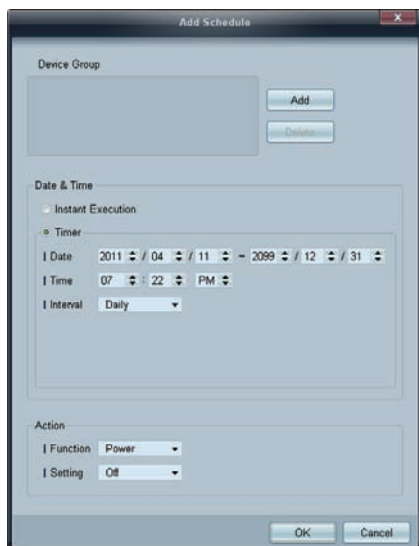 Add Schedule
x
Device Group
Add
Delete
Date & Time
Instant Execution
Timer
Date 2011 / 04 / 11 ~ 2099 / 12 / 31
Time 07 : 22 PM
Interval Daily
Action
Function Power
Setting Off
OK Cancel